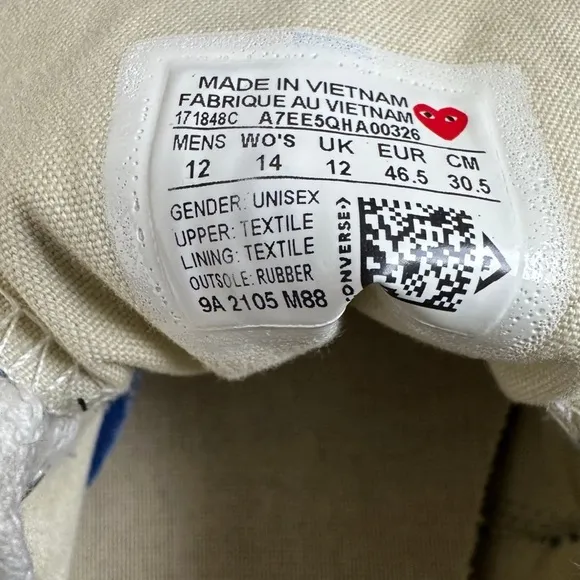 MADE IN VIETNAM
FABRIQUE AU VIETNAM
171848C A7EE5QHA00326
MENS WO'S UK EUR CM
12 14 12 46.5 30.5
GENDER: UNISEX
UPPER: TEXTILE
LINING: TEXTILE
OUTSOLE: RUBBER
9A 2105 M88
CONVERSE